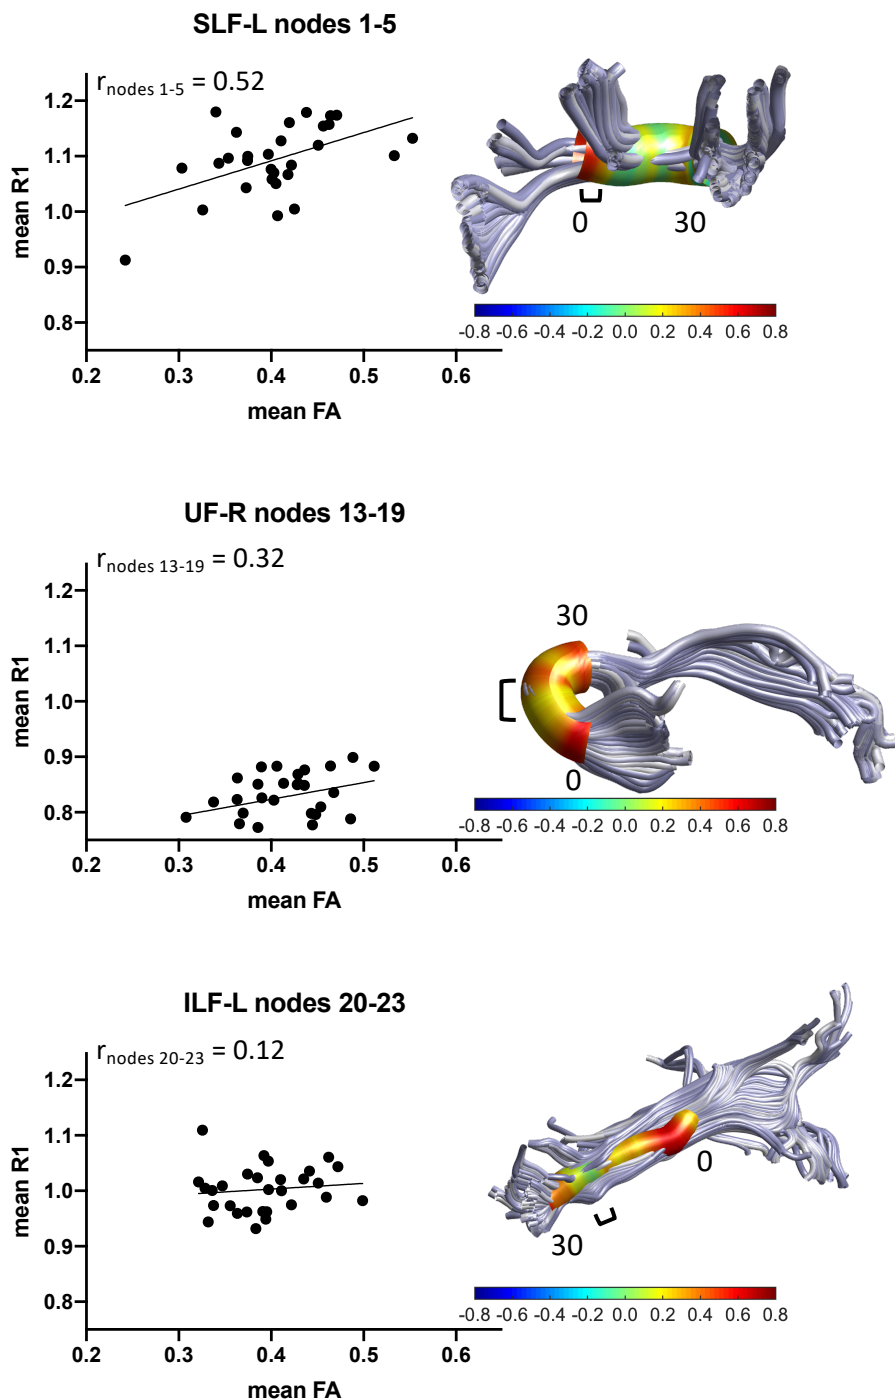 SLF-L nodes 1-5
r nodes 1-5 = 0.52
1.2
1.1
1.0
0.9
0.8
mean R1
0.2 0.3 0.4 0.5 0.6
mean FA
0 30
-0.8 -0.6 -0.4 -0.2 0.0 0.2 0.4 0.6 0.8
UF-R nodes 13-19
r nodes 13-19 = 0.32
1.2
1.1
1.0
0.9
0.8
mean R1
0.2 0.3 0.4 0.5 0.6
mean FA
30
0
-0.8 -0.6 -0.4 -0.2 0.0 0.2 0.4 0.6 0.8
ILF-L nodes 20-23
r nodes 20-23 = 0.12
1.2
1.1
1.0
0.9
0.8
mean R1
0.2 0.3 0.4 0.5 0.6
mean FA
0
30
-0.8 -0.6 -0.4 -0.2 0.0 0.2 0.4 0.6 0.8